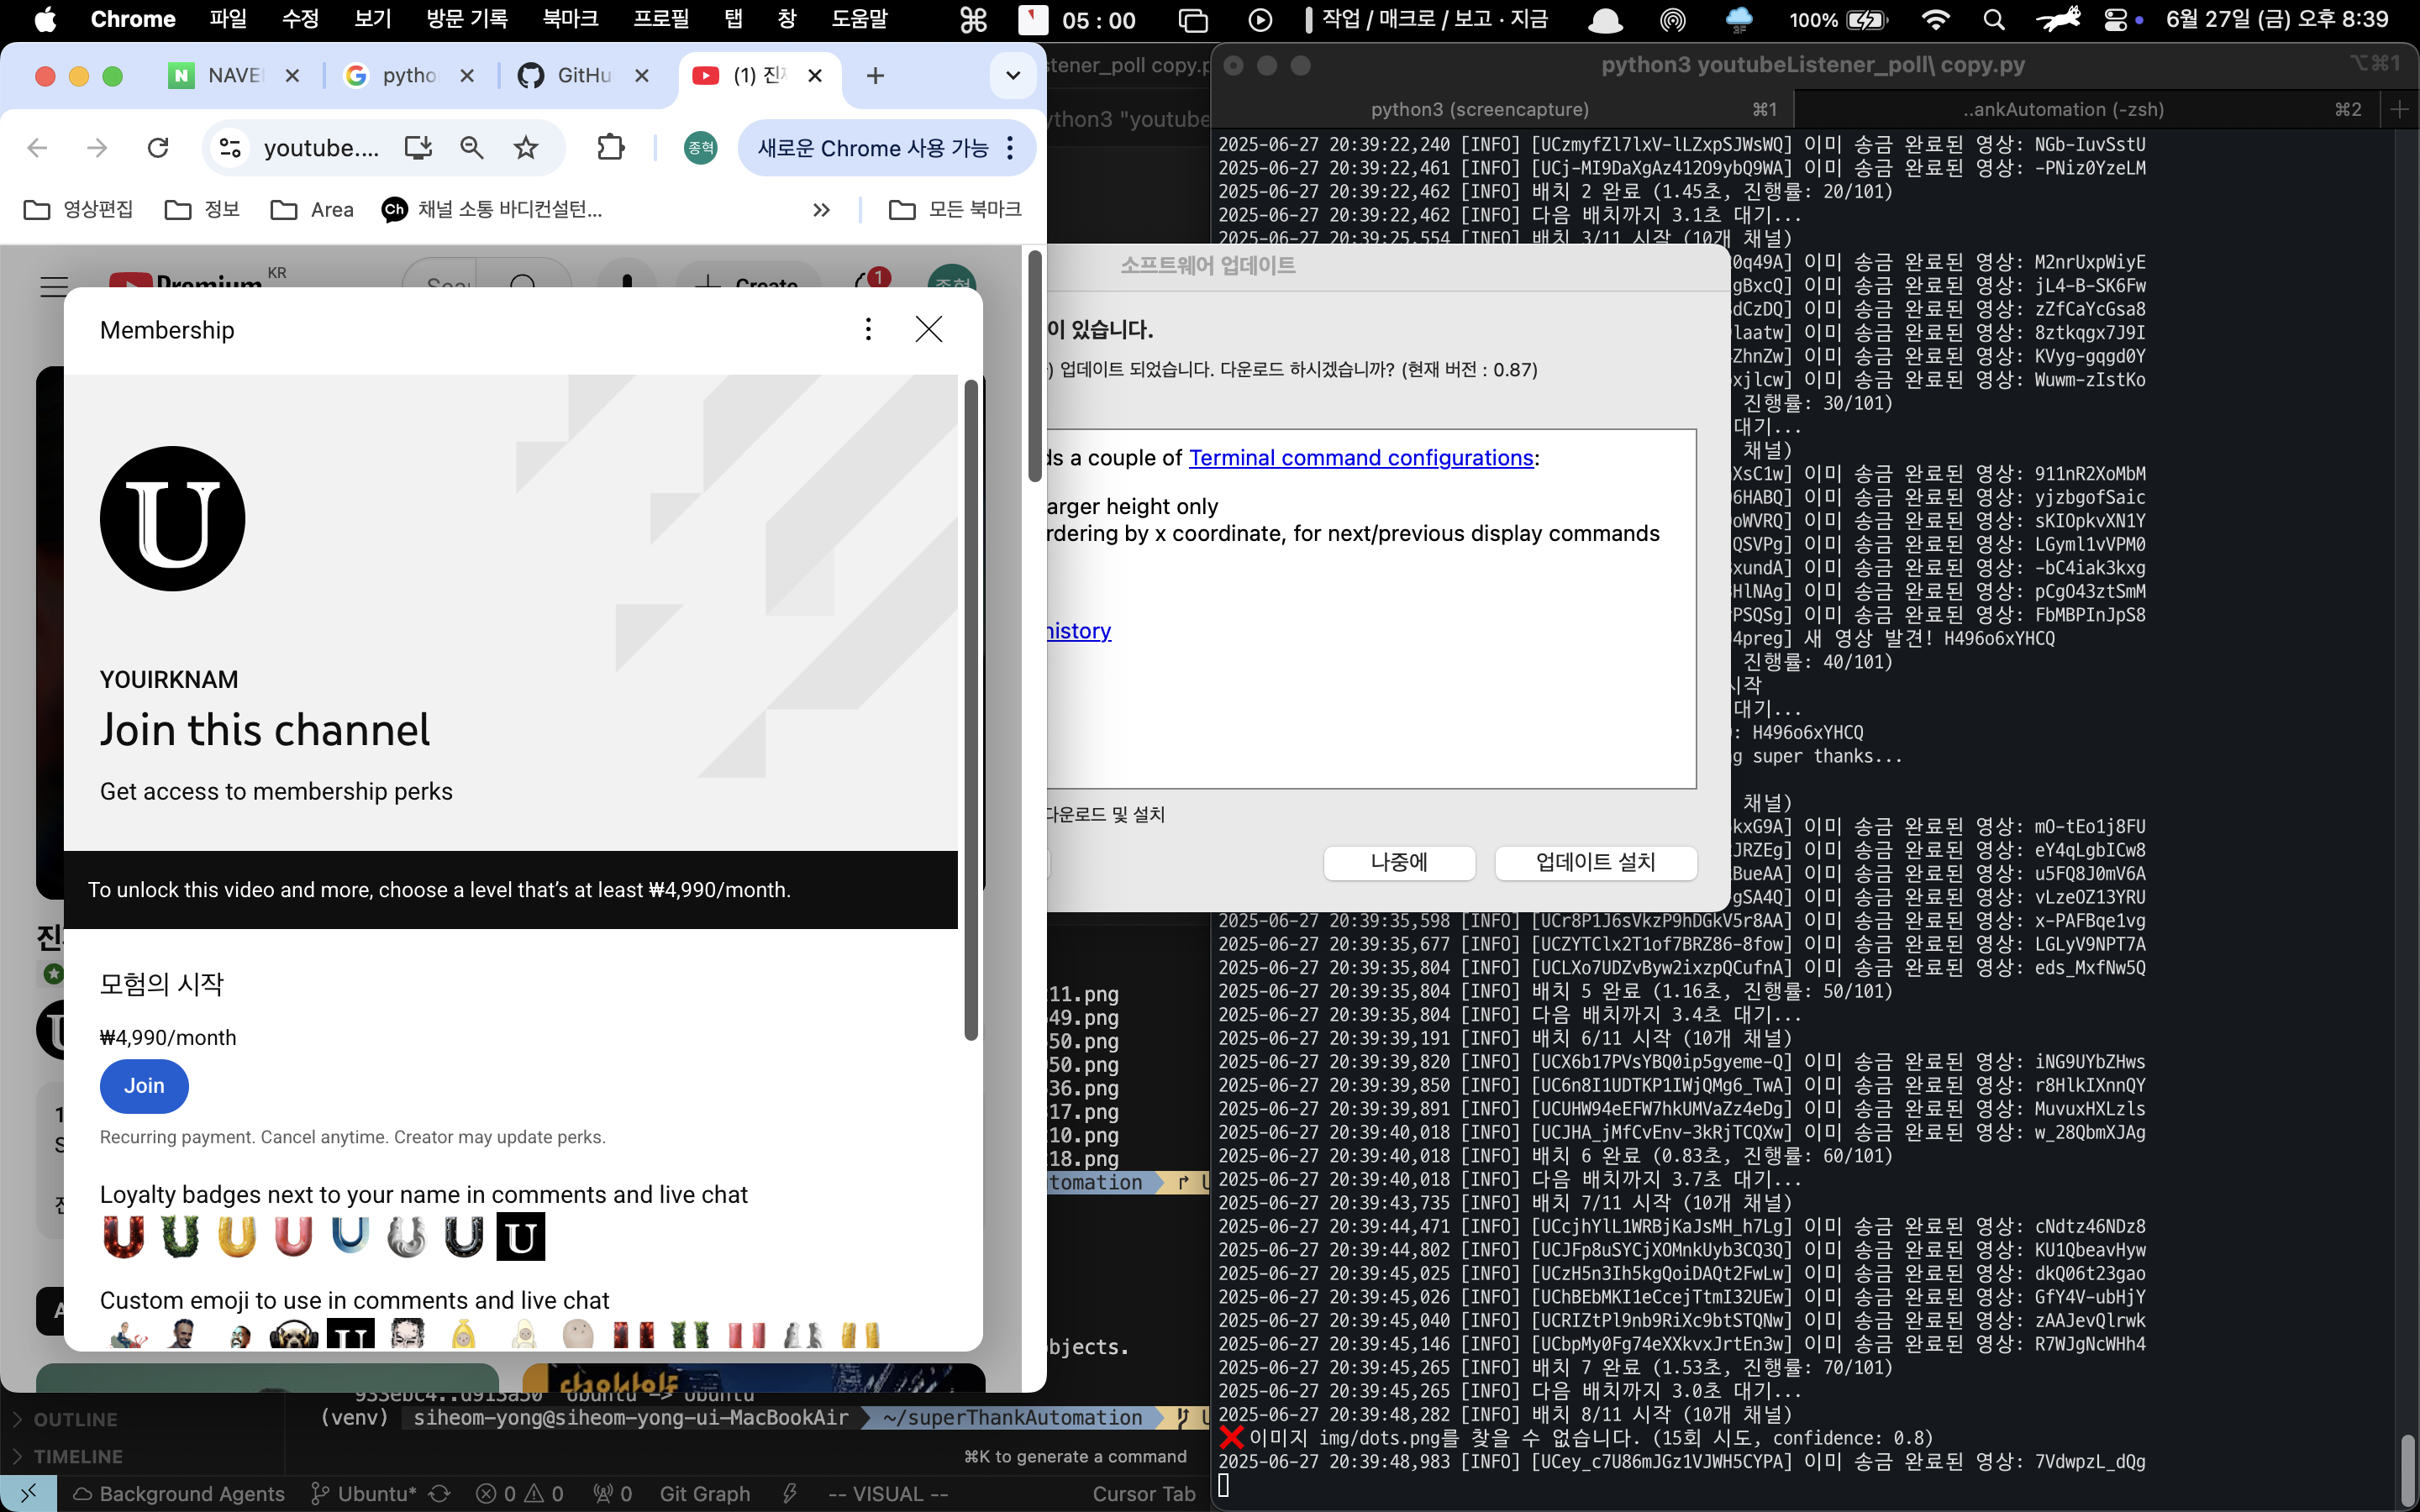 Chrome 파일 수정 보기 방문 기록 북마크 프로필 탭 창 도움말 05 : 00 작업 / 매크로 / 보고 · 지금 100% 6월 27일 (금) 오후 8:39
NAVE pytho GitHu (1) 진
youtube.... 종혁 새로운 Chrome 사용 가능
영상편집 정보 Area Ch 채널 소통 바디컨설턴... 모든 북마크
Premium KR Create 1
Membership
YOUIRKNAM
Join this channel
Get access to membership perks
To unlock this video and more, choose a level that's at least ₩4,990/month.
모험의 시작
₩4,990/month
Join
Recurring payment. Cancel anytime. Creator may update perks.
Loyalty badges next to your name in comments and live chat
Custom emoji to use in comments and live chat
소프트웨어 업데이트
이 있습니다.
) 업데이트 되었습니다. 다운로드 하시겠습니까? (현재 버전 : 0.87)
ds a couple of Terminal command configurations:
arger height only
rdering by x coordinate, for next/previous display commands
history
다운로드 및 설치
나중에 업데이트 설치
stener_poll copy.p
ython3 "youtube
11.png
49.png
50.png
50.png
36.png
17.png
10.png
18.png
tomation
bjects.
(venv) siheom-yong@siheom-yong-ui-MacBookAir ~/superThankAutomation
⌘K to generate a command
OUTLINE
TIMELINE
Background Agents Ubuntu* 0 0 0 Git Graph -- VISUAL -- Cursor Tab
python3 youtubeListener_poll\ copy.py ⌥⌘1
python3 (screencapture) ⌘1 ..ankAutomation (-zsh) ⌘2
2025-06-27 20:39:22,240 [INFO] [UCzmyfZl7lxV-lLZxpSJWsWQ] 이미 송금 완료된 영상: NGb-IuvSstU
2025-06-27 20:39:22,461 [INFO] [UCj-MI9DaXgAz412O9ybQ9WA] 이미 송금 완료된 영상: -PNiz0YzeLM
2025-06-27 20:39:22,462 [INFO] 배치 2 완료 (1.45초, 진행률: 20/101)
2025-06-27 20:39:22,462 [INFO] 다음 배치까지 3.1초 대기...
2025-06-27 20:39:25,554 [INFO] 배치 3/11 시작 (10개 채널)
0q49A] 이미 송금 완료된 영상: M2nrUxpWiyE
gBxcQ] 이미 송금 완료된 영상: jL4-B-SK6Fw
dCzDQ] 이미 송금 완료된 영상: zZfCaYcGsa8
laatw] 이미 송금 완료된 영상: 8ztkqgx7J9I
ZhnZw] 이미 송금 완료된 영상: KVyg-gqgd0Y
xjlcw] 이미 송금 완료된 영상: Wuwm-zIstKo
진행률: 30/101)
대기...
채널)
XsC1w] 이미 송금 완료된 영상: 911nR2XoMbM
6HABQ] 이미 송금 완료된 영상: yjzbgofSaic
oWVRQ] 이미 송금 완료된 영상: sKIOpkvXN1Y
QSVPg] 이미 송금 완료된 영상: LGyml1vVPM0
xundA] 이미 송금 완료된 영상: -bC4iak3kxg
HlNAg] 이미 송금 완료된 영상: pCgO43ztSmM
PSQSg] 이미 송금 완료된 영상: FbMBPInJpS8
4preg] 새 영상 발견! H496o6xYHCQ
진행률: 40/101)
시작
대기...
: H496o6xYHCQ
g super thanks...
채널)
kxG9A] 이미 송금 완료된 영상: mO-tEo1j8FU
JRZEg] 이미 송금 완료된 영상: eY4qLgbICw8
BueAA] 이미 송금 완료된 영상: u5FQ8J0mV6A
gSA4Q] 이미 송금 완료된 영상: vLzeOZ13YRU
2025-06-27 20:39:35,598 [INFO] [UCr8P1J6sVkzP9hDGkV5r8AA] 이미 송금 완료된 영상: x-PAFBqe1vg
2025-06-27 20:39:35,677 [INFO] [UCZYTClx2T1of7BRZ86-8fow] 이미 송금 완료된 영상: LGLyV9NPT7A
2025-06-27 20:39:35,804 [INFO] [UCLXo7UDZvByw2ixzpQCufnA] 이미 송금 완료된 영상: eds_MxfNw5Q
2025-06-27 20:39:35,804 [INFO] 배치 5 완료 (1.16초, 진행률: 50/101)
2025-06-27 20:39:35,804 [INFO] 다음 배치까지 3.4초 대기...
2025-06-27 20:39:39,191 [INFO] 배치 6/11 시작 (10개 채널)
2025-06-27 20:39:39,820 [INFO] [UCX6b17PVsYBQ0ip5gyeme-Q] 이미 송금 완료된 영상: iNG9UYbZHws
2025-06-27 20:39:39,850 [INFO] [UC6n8I1UDTKP1IWjQMg6_TwA] 이미 송금 완료된 영상: r8HlkIXnnQY
2025-06-27 20:39:39,891 [INFO] [UCUHW94eEFW7hkUMVaZz4eDg] 이미 송금 완료된 영상: MuvuxHXLzls
2025-06-27 20:39:40,018 [INFO] [UCJHA_jMfCvEnv-3kRjTCQXw] 이미 송금 완료된 영상: w_28QbmXJAg
2025-06-27 20:39:40,018 [INFO] 배치 6 완료 (0.83초, 진행률: 60/101)
2025-06-27 20:39:40,018 [INFO] 다음 배치까지 3.7초 대기...
2025-06-27 20:39:43,735 [INFO] 배치 7/11 시작 (10개 채널)
2025-06-27 20:39:44,471 [INFO] [UCcjhYlL1WRBjKaJsMH_h7Lg] 이미 송금 완료된 영상: cNdtz46NDz8
2025-06-27 20:39:44,802 [INFO] [UCJFp8uSYCjXOMnkUyb3CQ3Q] 이미 송금 완료된 영상: KU1QbeavHyw
2025-06-27 20:39:45,025 [INFO] [UCzH5n3Ih5kgQoiDAQt2FwLw] 이미 송금 완료된 영상: dkQ06t23gao
2025-06-27 20:39:45,026 [INFO] [UChBEbMKI1eCcejTtmI32UEw] 이미 송금 완료된 영상: GfY4V-ubHjY
2025-06-27 20:39:45,040 [INFO] [UCRIZtPl9nb9RiXc9btSTQNw] 이미 송금 완료된 영상: zAAJevQlrwk
2025-06-27 20:39:45,146 [INFO] [UCbpMy0Fg74eXXkvxJrtEn3w] 이미 송금 완료된 영상: R7WJgNcWHh4
2025-06-27 20:39:45,265 [INFO] 배치 7 완료 (1.53초, 진행률: 70/101)
2025-06-27 20:39:45,265 [INFO] 다음 배치까지 3.0초 대기...
2025-06-27 20:39:48,282 [INFO] 배치 8/11 시작 (10개 채널)
❌이미지 img/dots.png를 찾을 수 없습니다. (15회 시도, confidence: 0.8)
2025-06-27 20:39:48,983 [INFO] [UCey_c7U86mJGz1VJWH5CYPA] 이미 송금 완료된 영상: 7VdwpzL_dQg